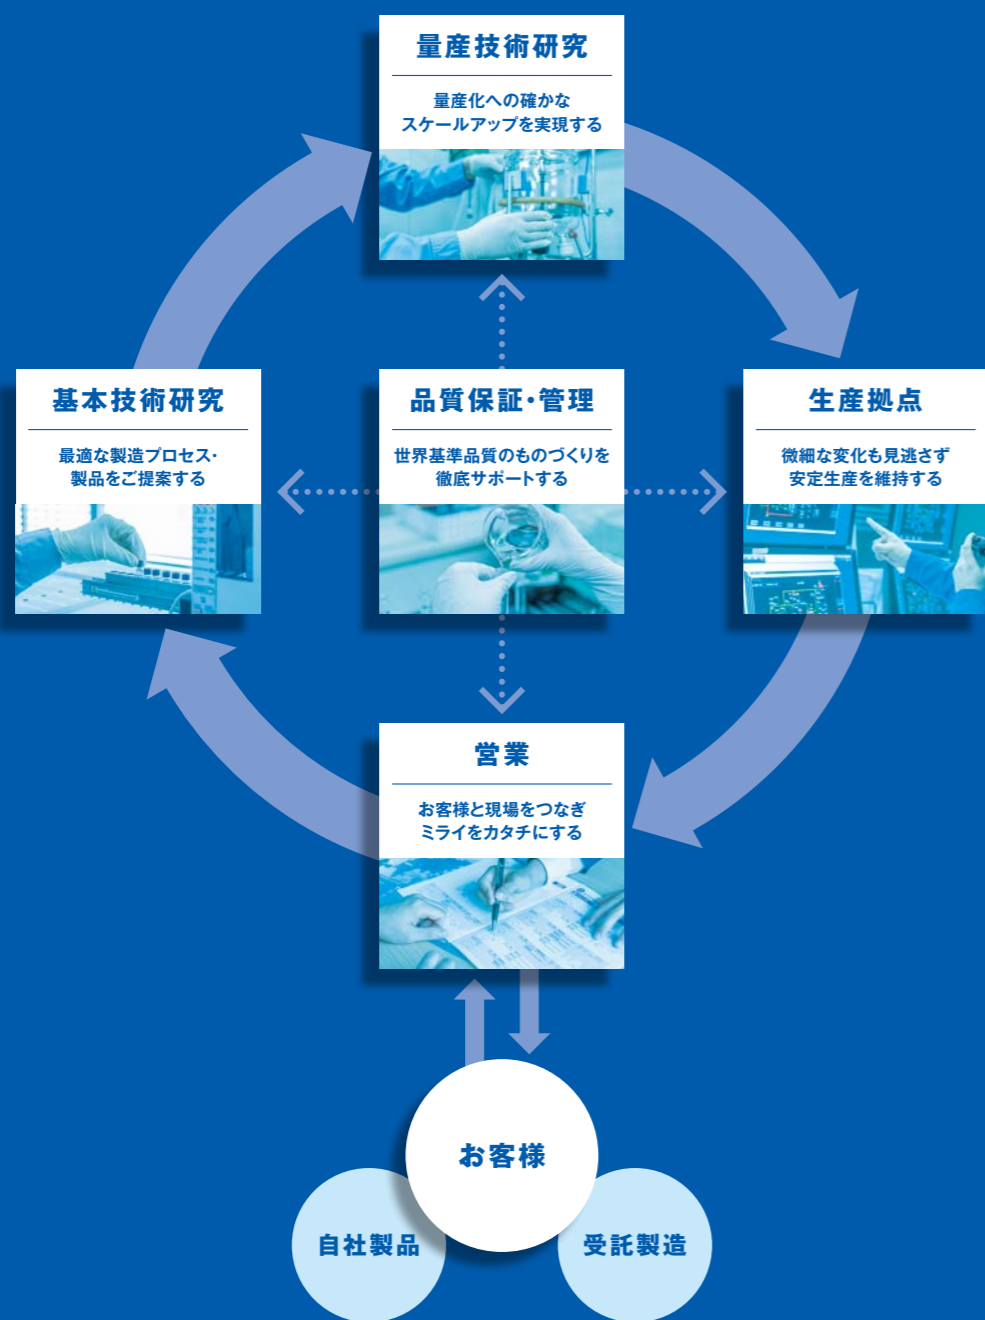 量産技術研究
量産化への確かな
スケールアップを実現する
基本技術研究
最適な製造プロセス・
製品をご提案する
品質保証・管理
世界基準品質のものづくりを
徹底サポートする
生産拠点
微細な変化も見逃さず
安定生産を維持する
営業
お客様と現場をつなぎ
ミライをカタチにする
お客様
自社製品
受託製造